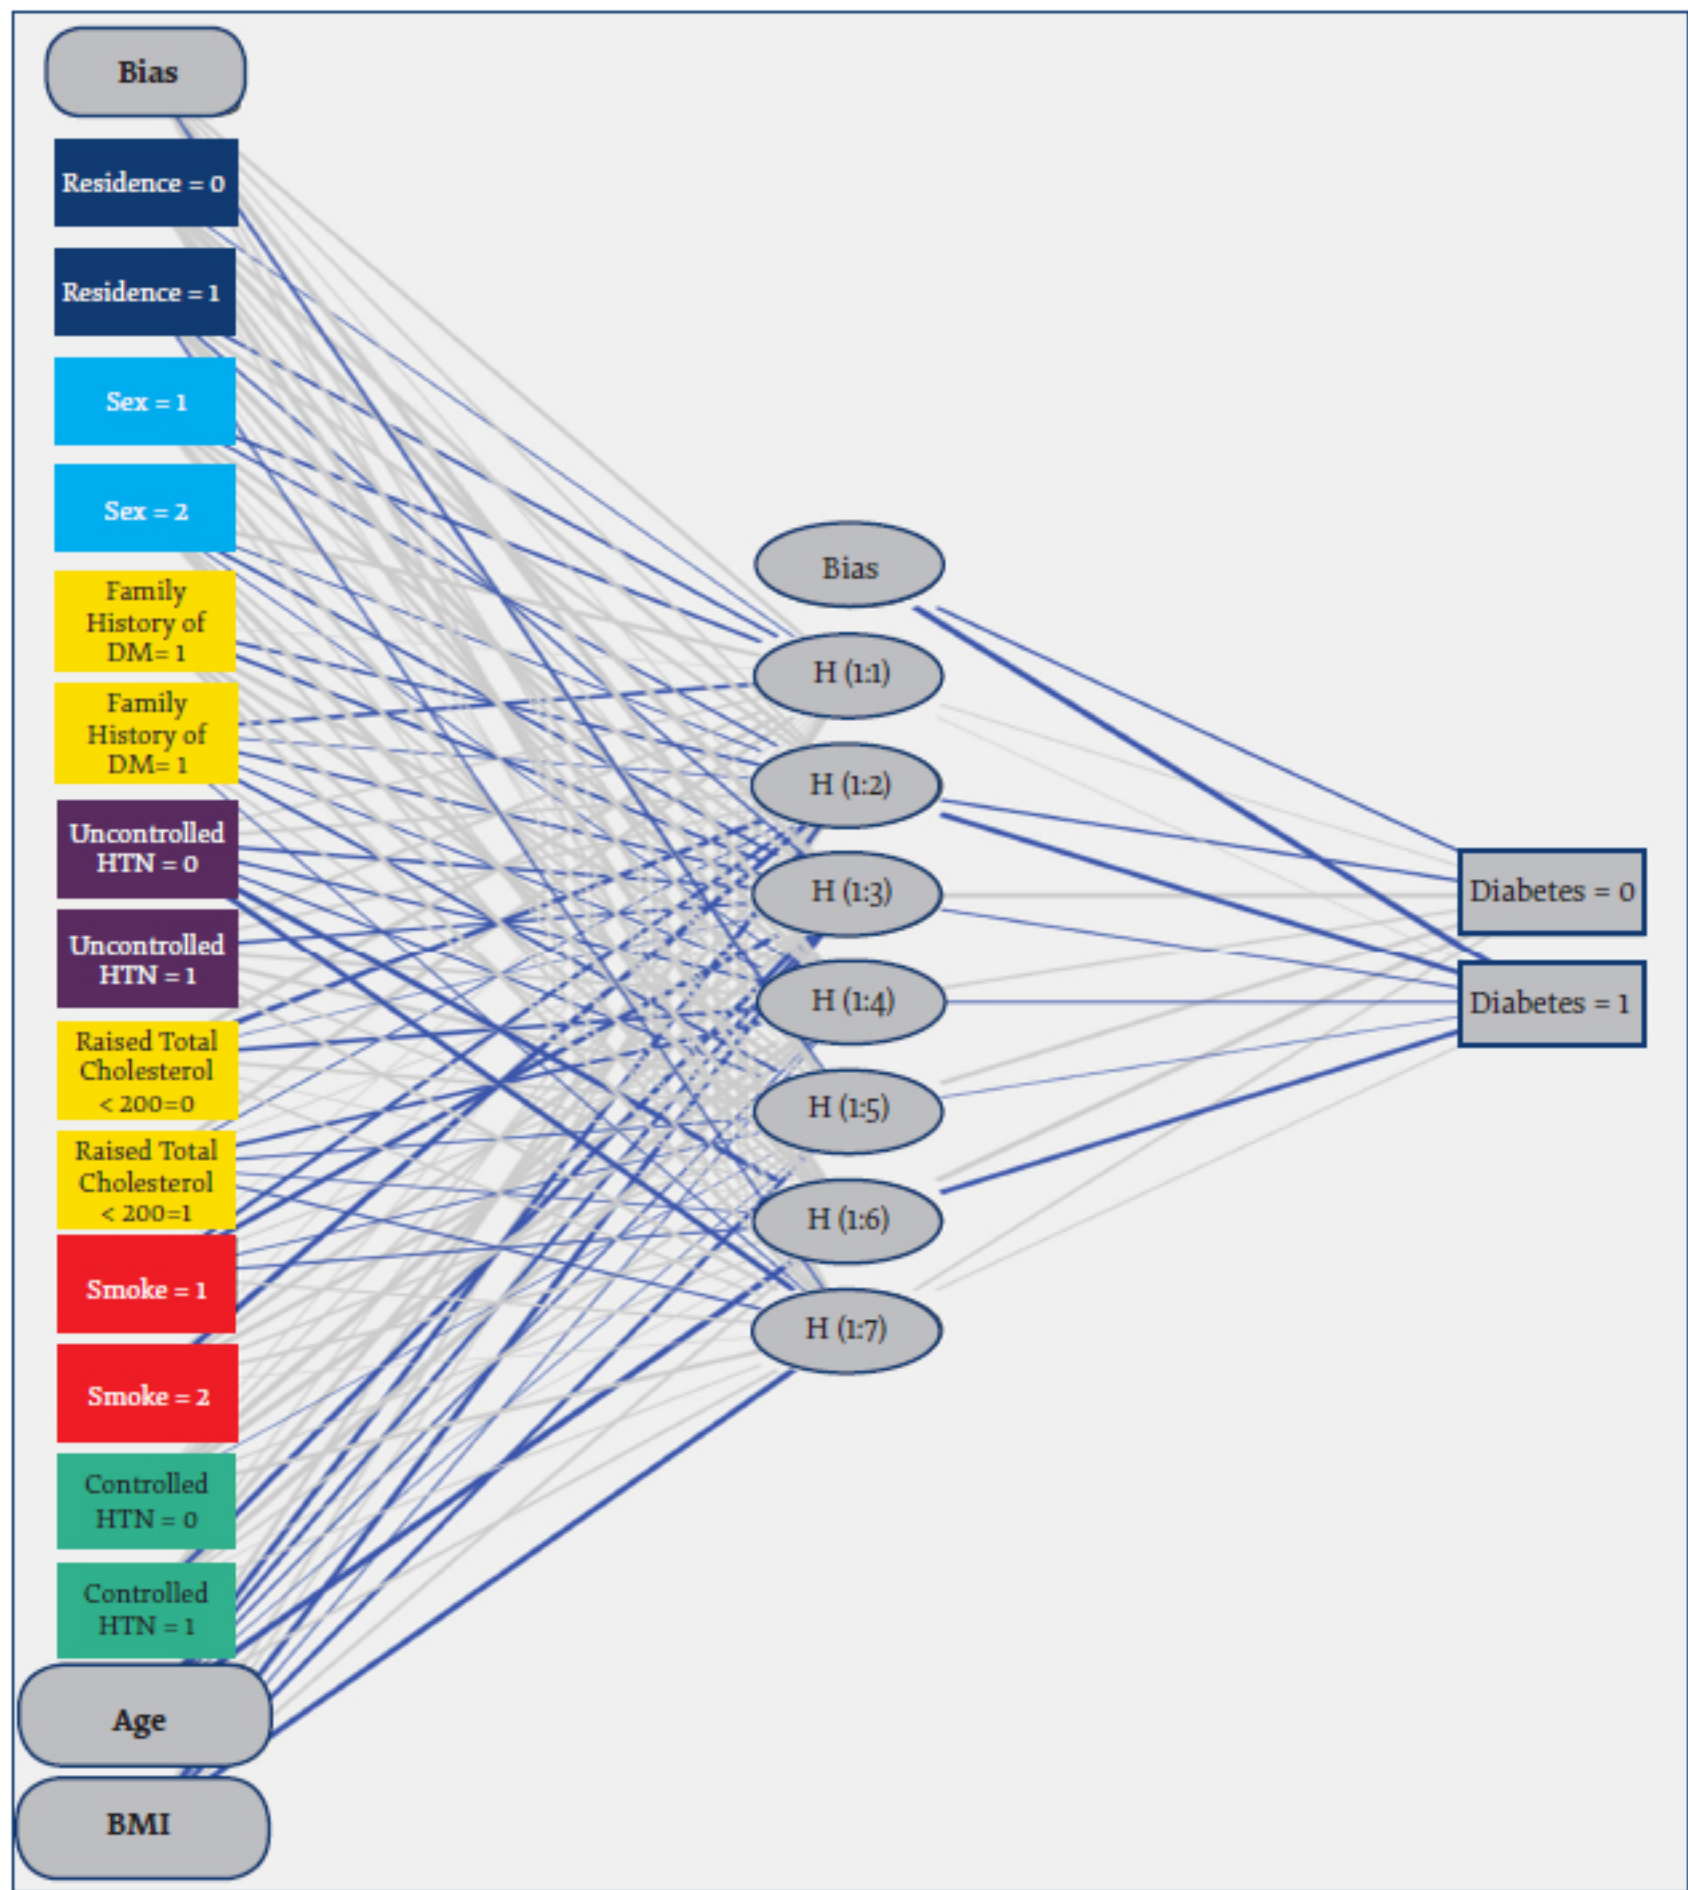 Bias
Residence = 0
Residence = 1
Sex = 1
Sex = 2
Family
History of
DM= 1
Family
History of
DM= 1
Uncontrolled
HTN = 0
Uncontrolled
HTN = 1
Raised Total
Cholesterol
< 200=0
Raised Total
Cholesterol
< 200=1
Smoke = 1
Smoke = 2
Controlled
HTN = 0
Controlled
HTN = 1
Age
BMI
Bias
H (1:1)
H (1:2)
H (1:3)
H (1:4)
H (1:5)
H (1:6)
H (1:7)
Diabetes = 0
Diabetes = 1